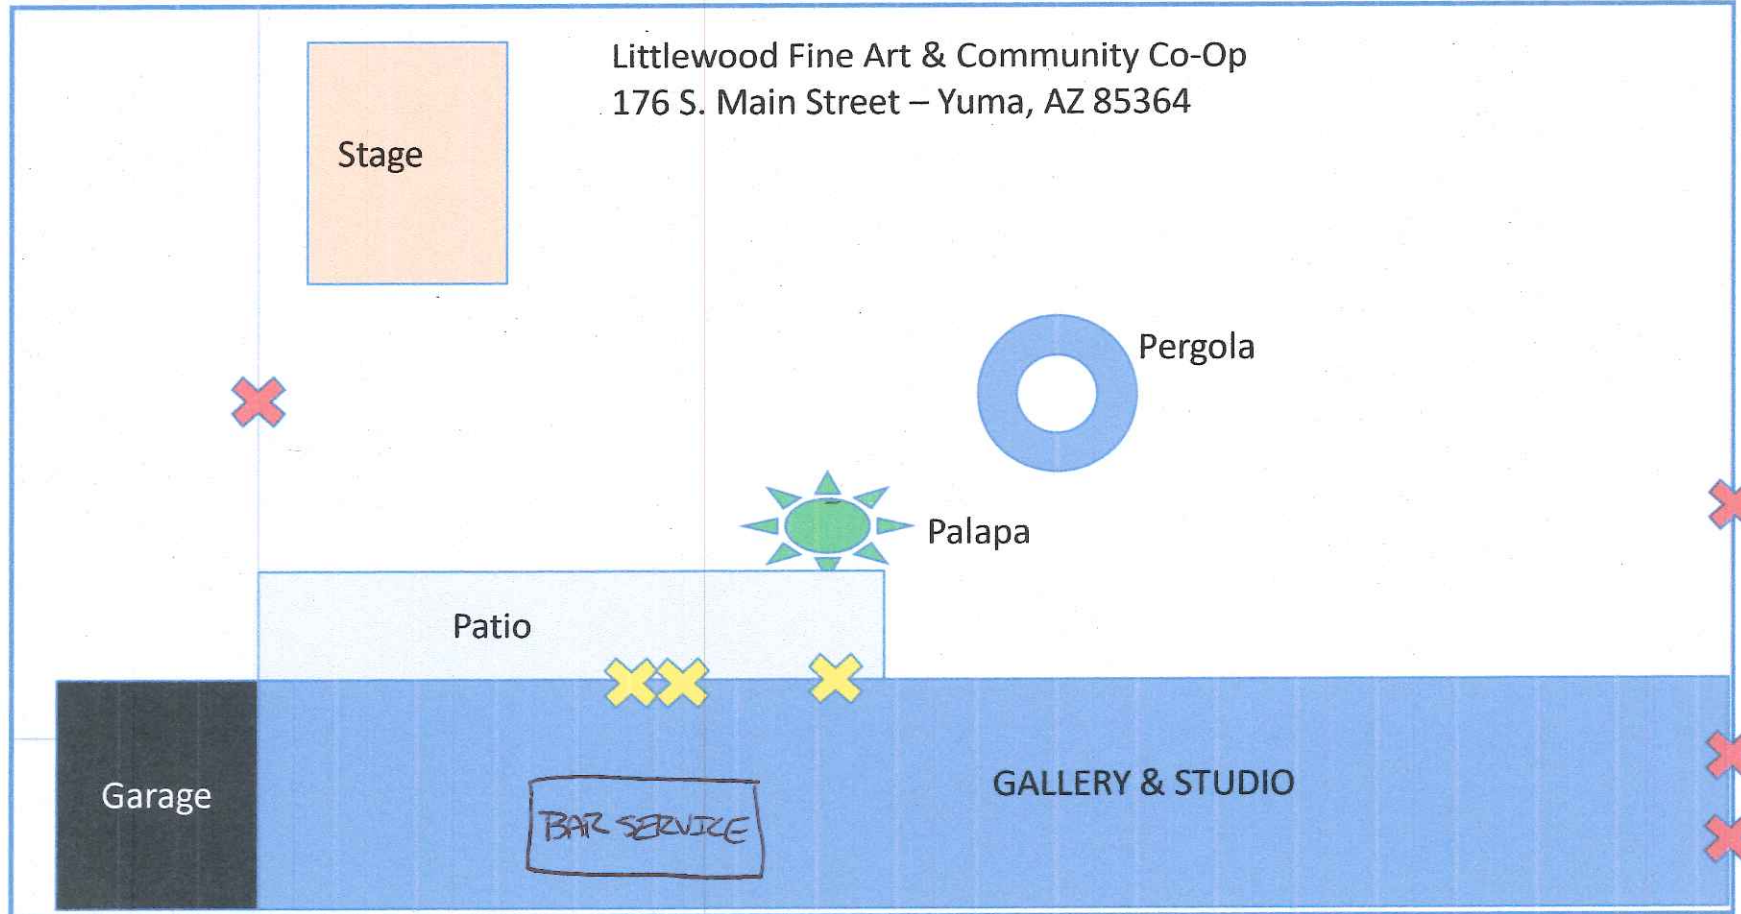 Littlewood Fine Art & Community Co-Op
176 S. Main Street – Yuma, AZ 85364
Stage
Pergola
Palapa
Patio
Garage
GALLERY & STUDIO
BAR SERVICE